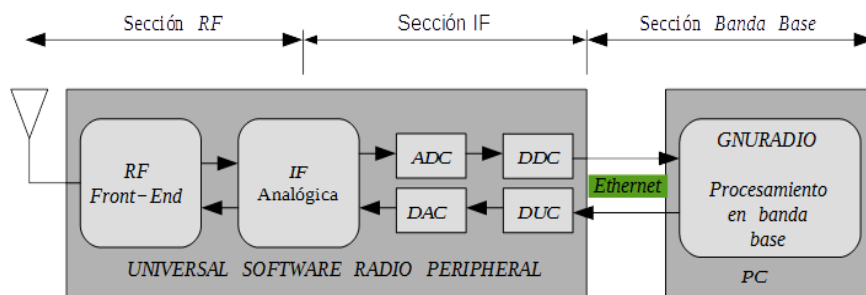 Sección RF
Sección IF
Sección Banda Base
RF
Front-End
IF
Analógica
ADC
DDC
DAC
DUC
Ethernet
GNURADIO
Procesamiento
en banda
base
UNIVERSAL SOFTWARE RADIO PERIPHERAL
PC